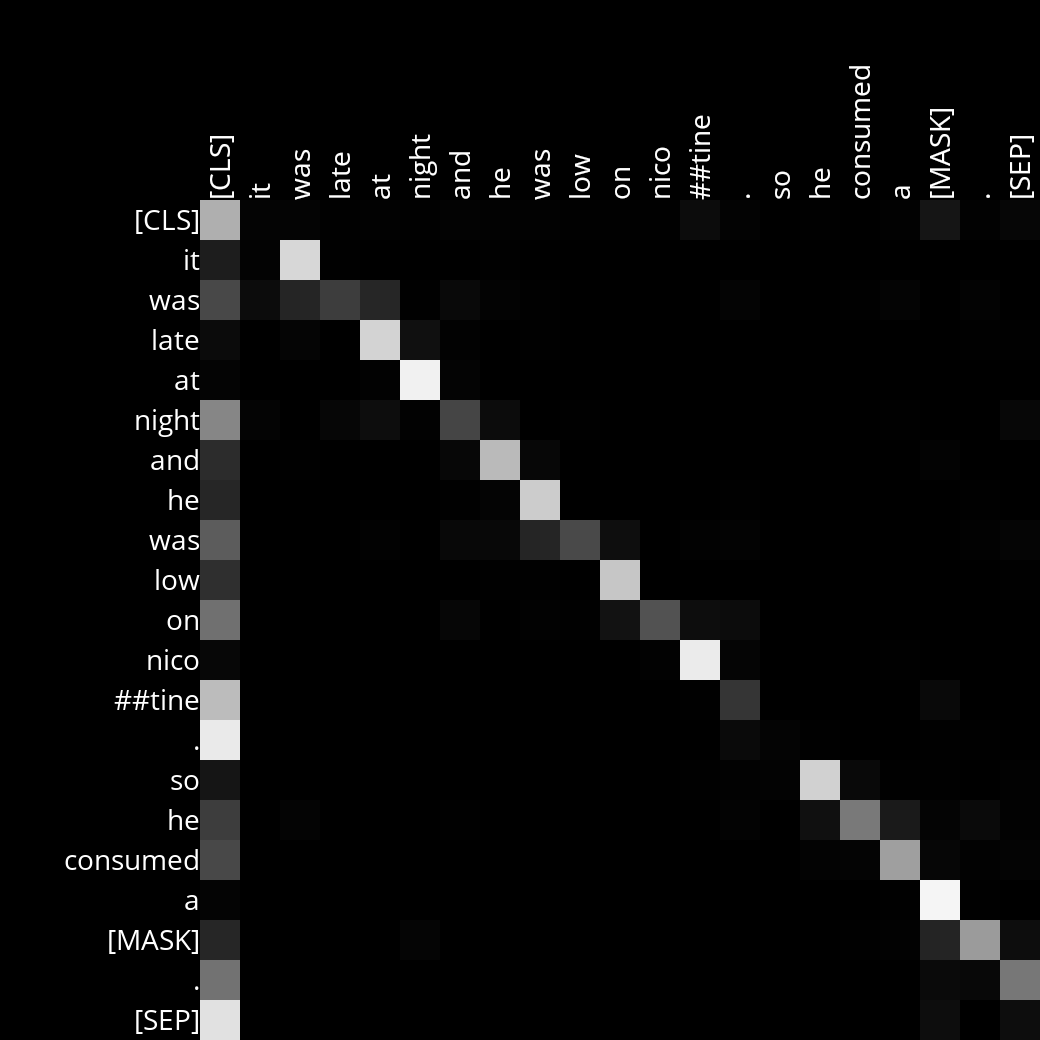 [CLS] it was late at night and he was low on nico ##tine . so he consumed a [MASK] . [SEP]
[CLS]
it
was
late
at
night
and
he
was
low
on
nico
##tine
.
so
he
consumed
a
[MASK]
.
[SEP]